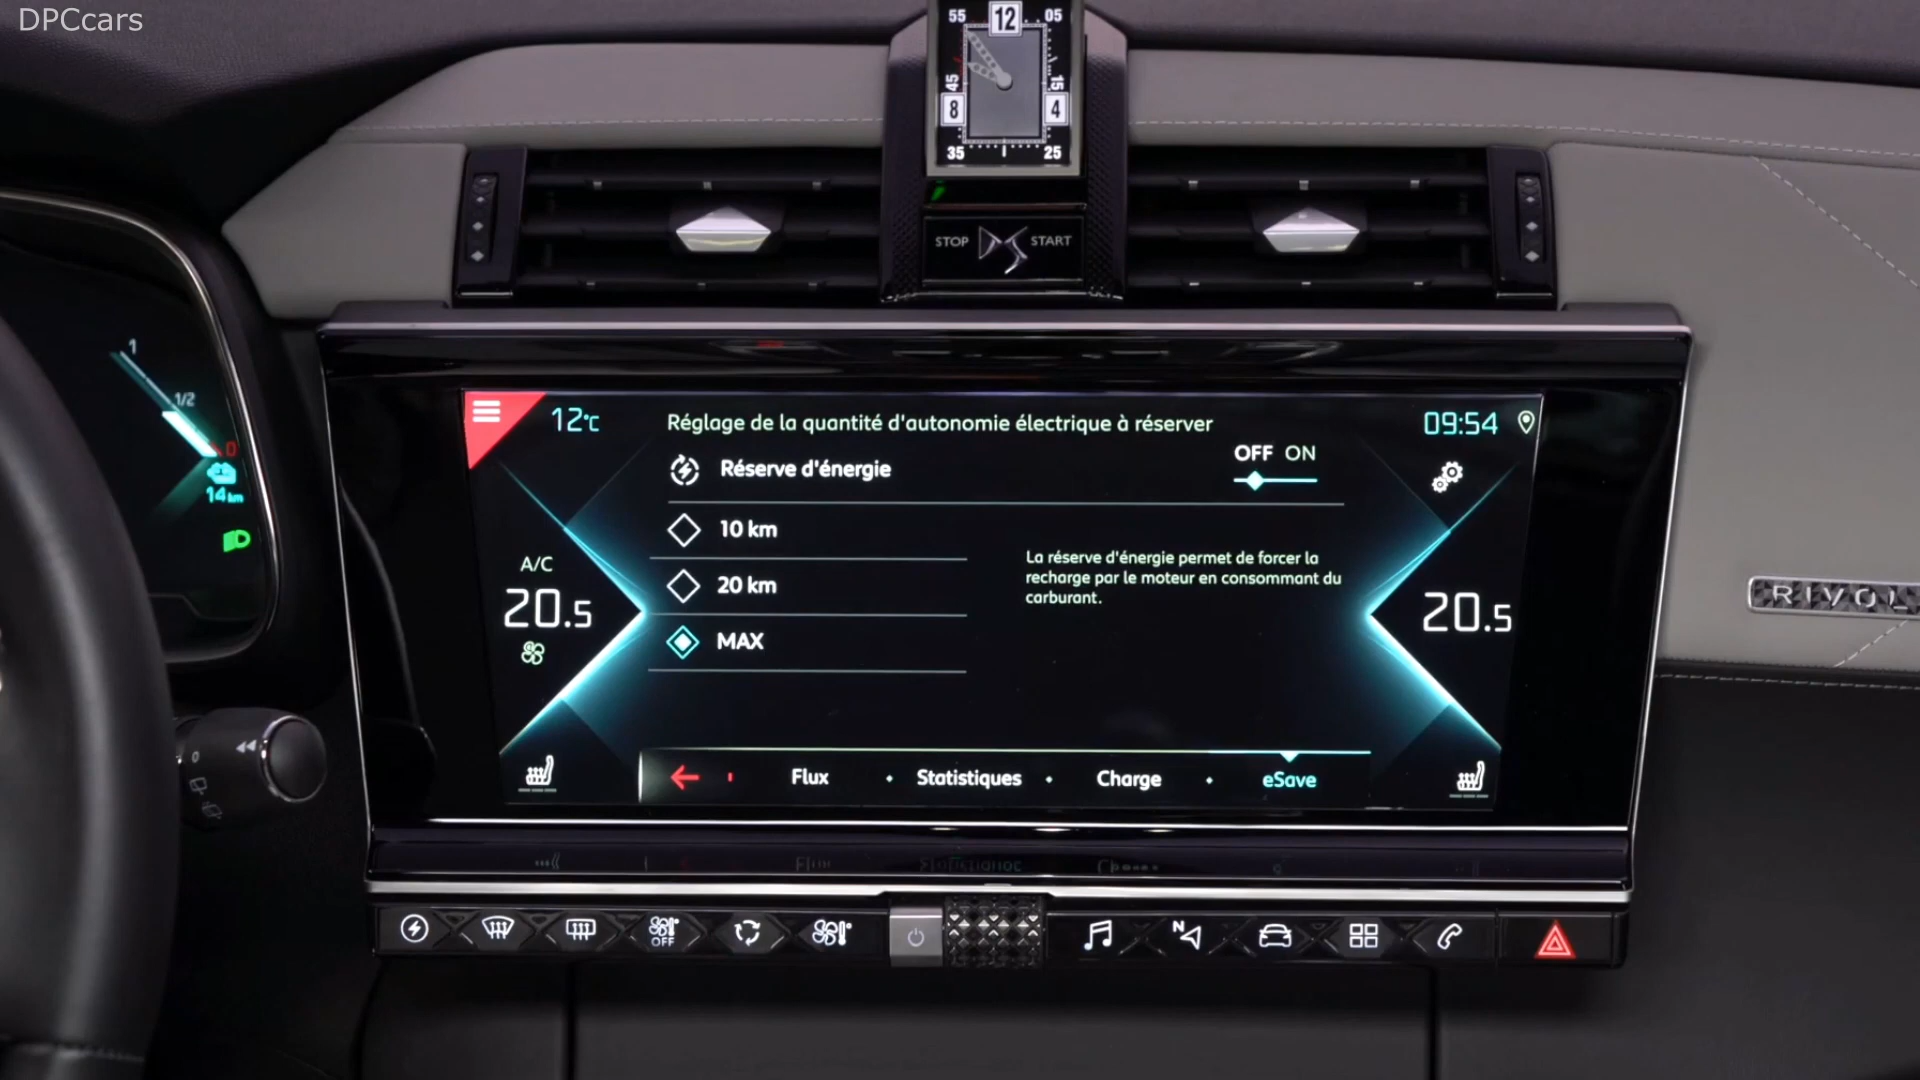 DPCcars
55 12 05
45 15
8 4
35 25
STOP DS START
1
1/2
0
14 km
12°C
Réglage de la quantité d'autonomie électrique à réserver
09:54
Réserve d'énergie
OFF ON
10 km
20 km
MAX
La réserve d'énergie permet de forcer la
recharge par le moteur en consommant du
carburant.
A/C
20.5
20.5
RIVOL
Flux • Statistiques • Charge • eSave
0
OFF
N